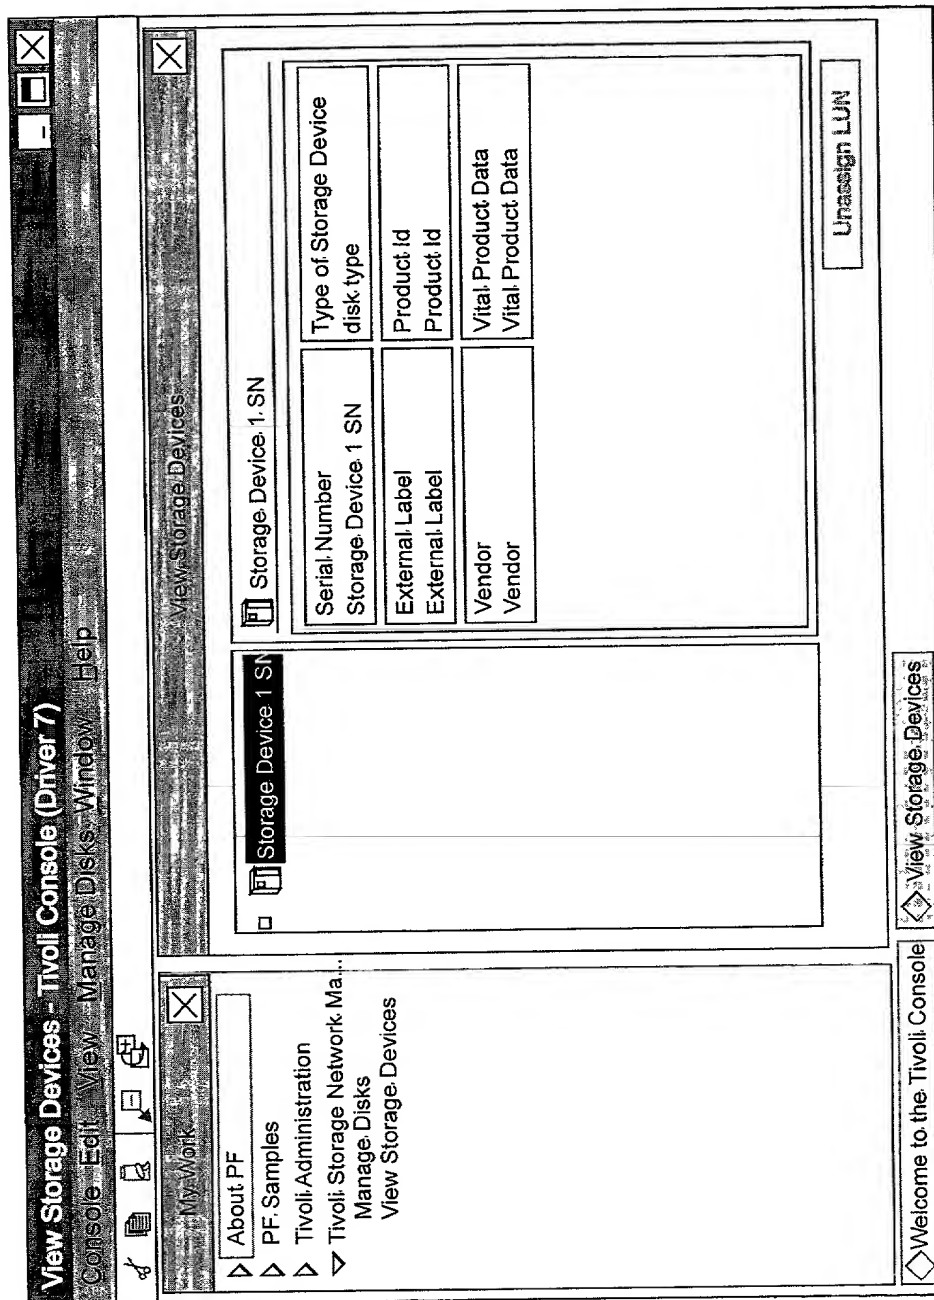 View Storage Devices - Tivoli Console (Driver 7)
Console Edit View Manage Disks Window Help
My Work
About PF
PF Samples
Tivoli Administration
Tivoli Storage Network Ma...
Manage Disks
View Storage Devices
View Storage Devices
Storage Device 1 SN
Storage Device 1 SN
Serial Number
Storage Device 1 SN
Type of Storage Device
disk type
External Label
External Label
Product Id
Product Id
Vendor
Vendor
Vital Product Data
Vital Product Data
Unassign LUN
Welcome to the Tivoli Console
View Storage Devices